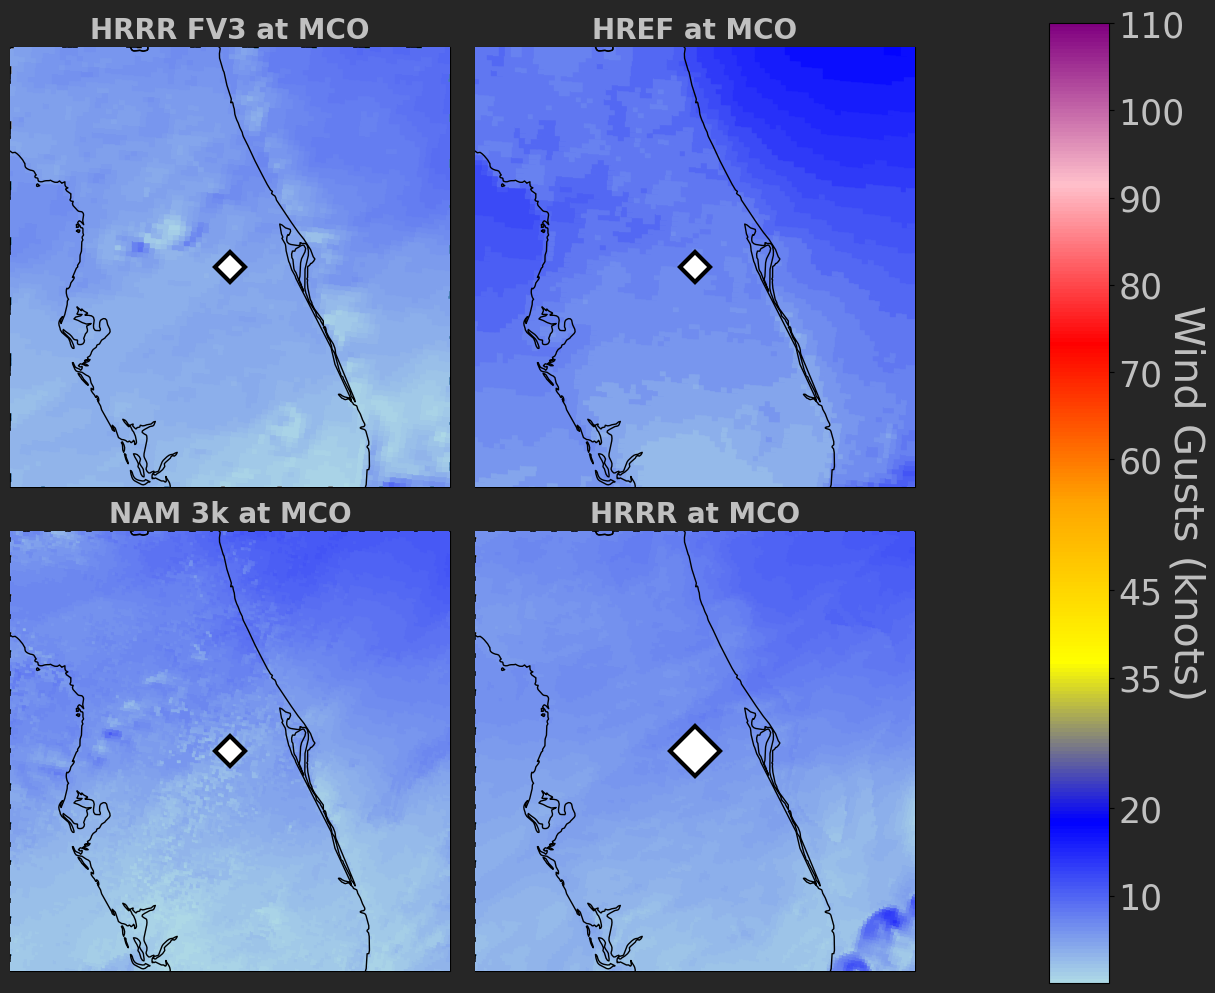 HRRR FV3 at MCO
HREF at MCO
NAM 3k at MCO
HRRR at MCO
110
100
90
80
70
60
45
35
20
10
Wind Gusts (knots)